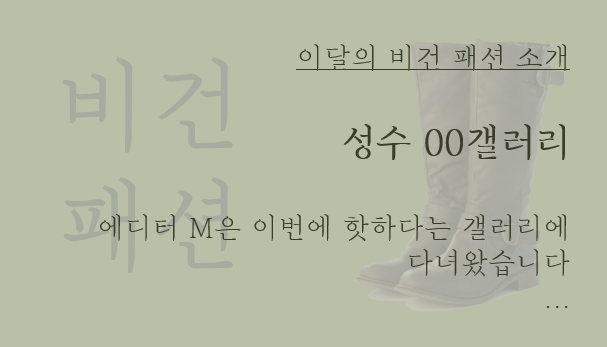 비건
패션
이달의 비건 패션 소개
성수 00갤러리
에디터 M은 이번에 핫하다는 갤러리에
다녀왔습니다
...